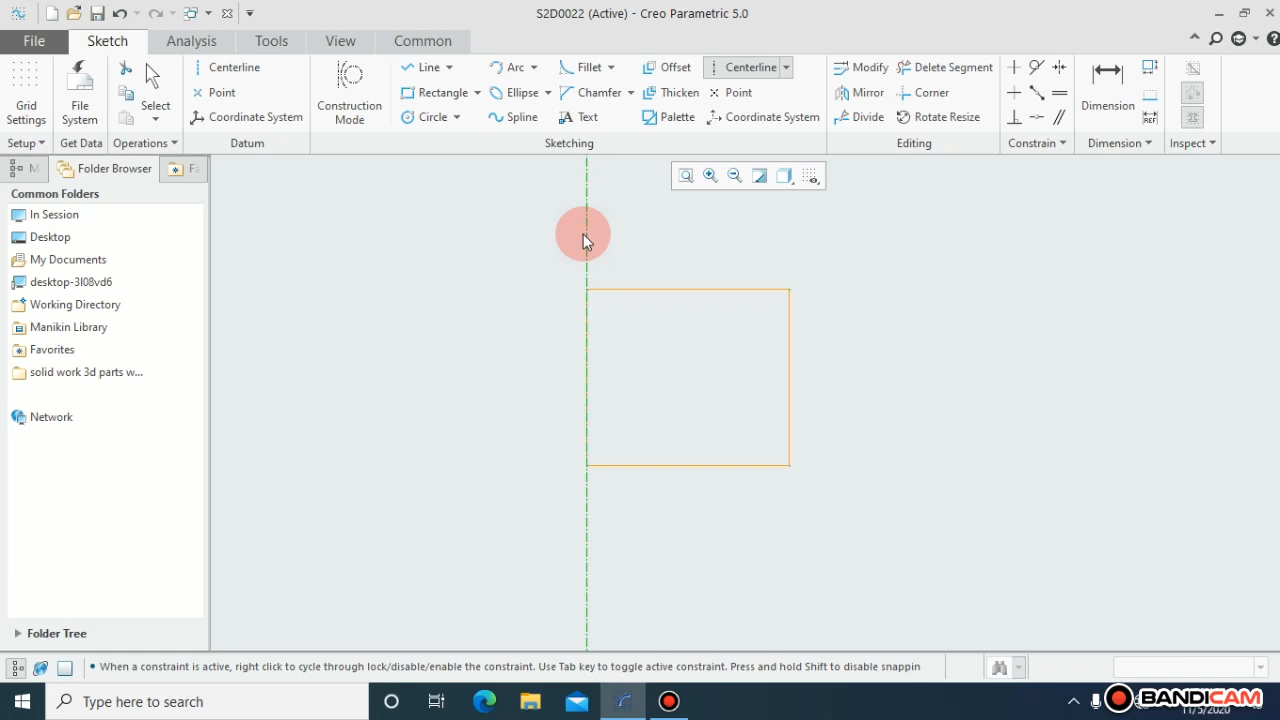 S2D0022 (Active) - Creo Parametric 5.0
File Sketch Analysis Tools View Common
Grid Settings
File System
Select
Centerline
Point
Coordinate System
Construction Mode
Line Arc Fillet Offset Centerline
Rectangle Ellipse Chamfer Thicken Point
Circle Spline Text Palette Coordinate System
Modify Delete Segment
Mirror Corner
Divide Rotate Resize
Dimension
REF
Setup Get Data Operations Datum Sketching Editing Constrain Dimension Inspect
M Folder Browser Fa
Common Folders
In Session
Desktop
My Documents
desktop-3l08vd6
Working Directory
Manikin Library
Favorites
solid work 3d parts w...
Network
Folder Tree
• When a constraint is active, right click to cycle through lock/disable/enable the constraint. Use Tab key to toggle active constraint. Press and hold Shift to disable snappin
Type here to search
BANDICAM
11/5/2020